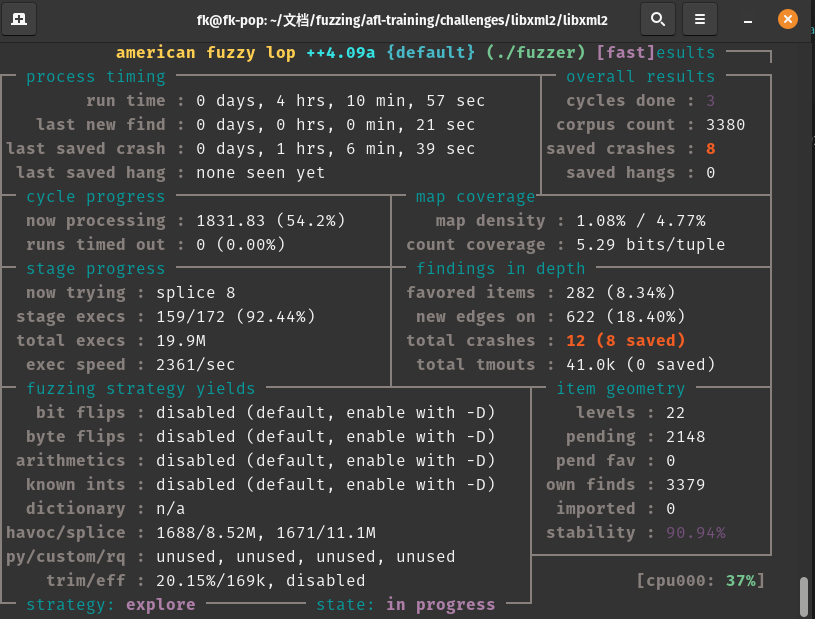 fk@fk-pop: ~/文档/fuzzing/afl-training/challenges/libxml2/libxml2
american fuzzy lop ++4.09a {default} (./fuzzer) [fast]esults
process timing overall results
run time : 0 days, 4 hrs, 10 min, 57 sec cycles done : 3
last new find : 0 days, 0 hrs, 0 min, 21 sec corpus count : 3380
last saved crash : 0 days, 1 hrs, 6 min, 39 sec saved crashes : 8
last saved hang : none seen yet saved hangs : 0
cycle progress map coverage
now processing : 1831.83 (54.2%) map density : 1.08% / 4.77%
runs timed out : 0 (0.00%) count coverage : 5.29 bits/tuple
stage progress findings in depth
now trying : splice 8 favored items : 282 (8.34%)
stage execs : 159/172 (92.44%) new edges on : 622 (18.40%)
total execs : 19.9M total crashes : 12 (8 saved)
exec speed : 2361/sec total tmouts : 41.0k (0 saved)
fuzzing strategy yields item geometry
bit flips : disabled (default, enable with -D) levels : 22
byte flips : disabled (default, enable with -D) pending : 2148
arithmetics : disabled (default, enable with -D) pend fav : 0
known ints : disabled (default, enable with -D) own finds : 3379
dictionary : n/a imported : 0
havoc/splice : 1688/8.52M, 1671/11.1M stability : 90.94%
py/custom/rq : unused, unused, unused, unused
trim/eff : 20.15%/169k, disabled [cpu000: 37%]
strategy: explore state: in progress